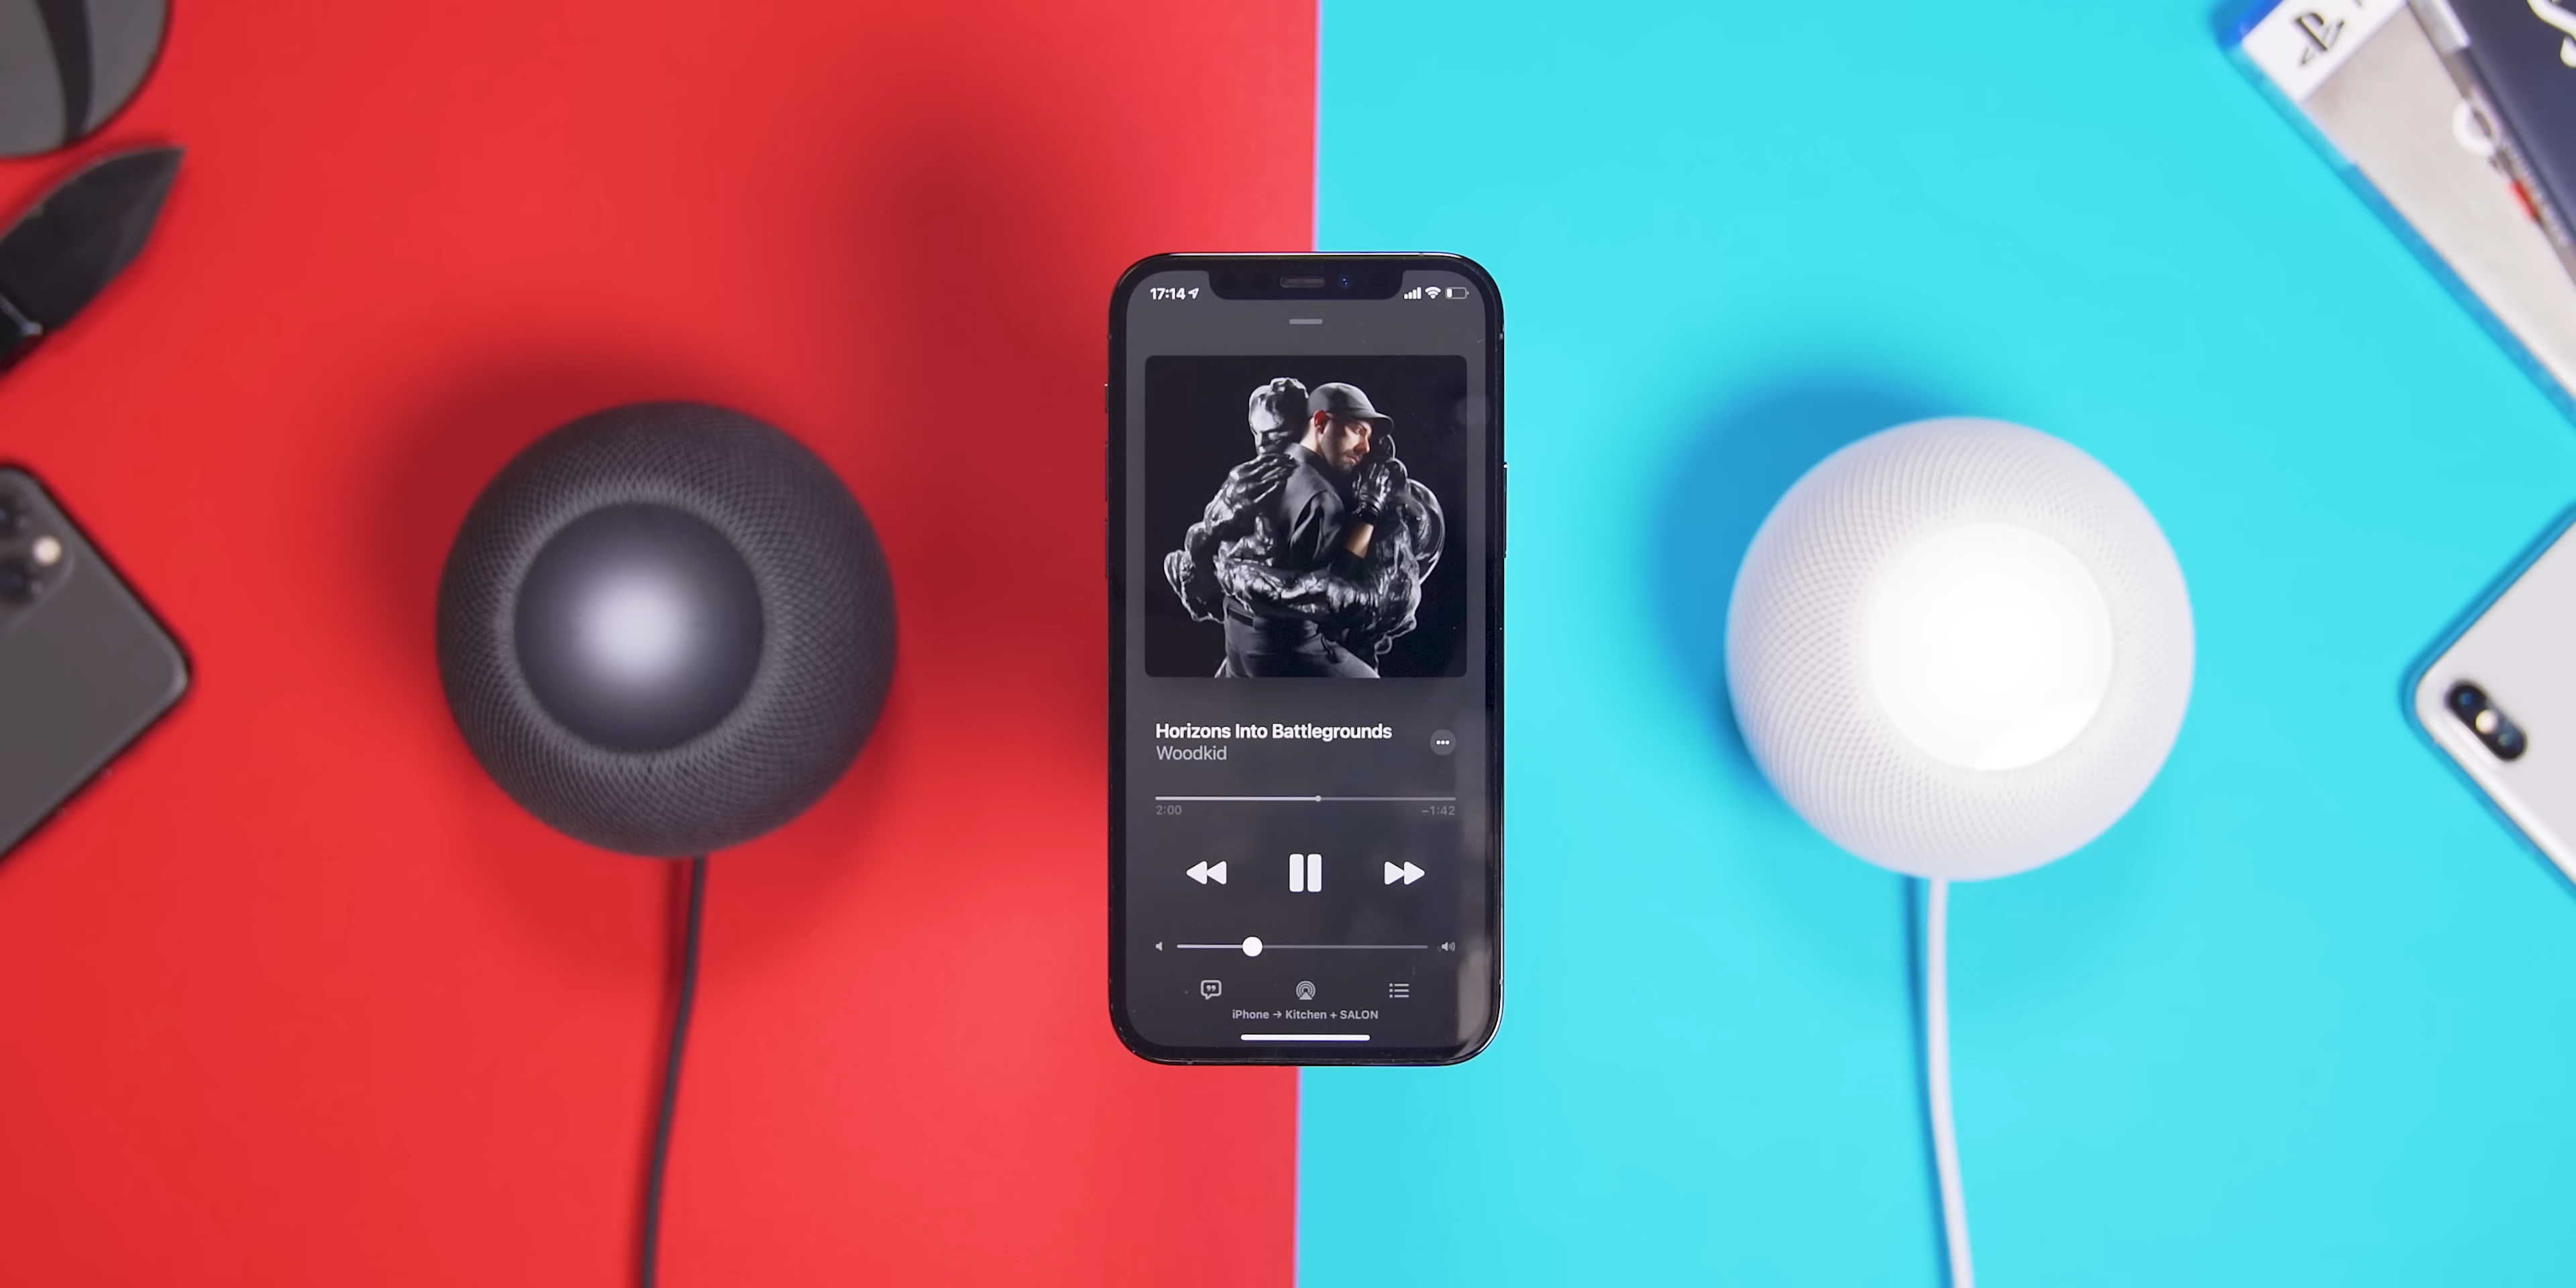 17:14
Horizons Into Battlegrounds
Woodkid
2:00
−1:42
iPhone → Kitchen + SALON